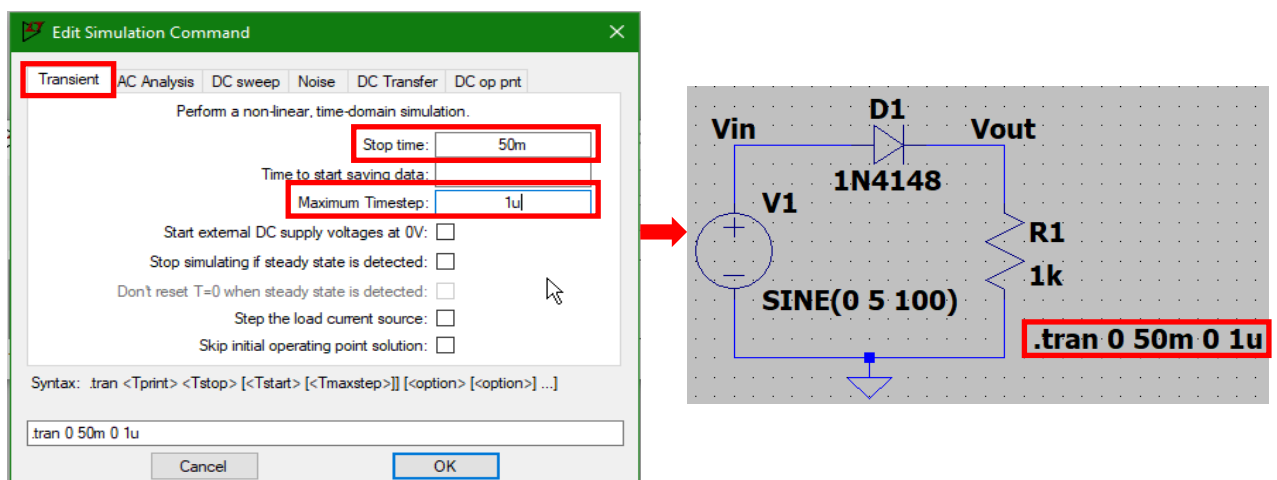 Edit Simulation Command
Transient AC Analysis DC sweep Noise DC Transfer DC op pnt
Perform a non-linear, time-domain simulation.
Stop time: 50m
Time to start saving data:
Maximum Timestep: 1u
Start external DC supply voltages at 0V:
Stop simulating if steady state is detected:
Don't reset T=0 when steady state is detected:
Step the load current source:
Skip initial operating point solution:
Syntax: .tran <Tprint> <Tstop> [<Tstart> [<Tmaxstep>]] [<option> [<option>] ...]
.tran 0 50m 0 1u
Cancel OK
Vin D1 Vout
1N4148
V1
R1
1k
SINE(0 5 100)
.tran 0 50m 0 1u